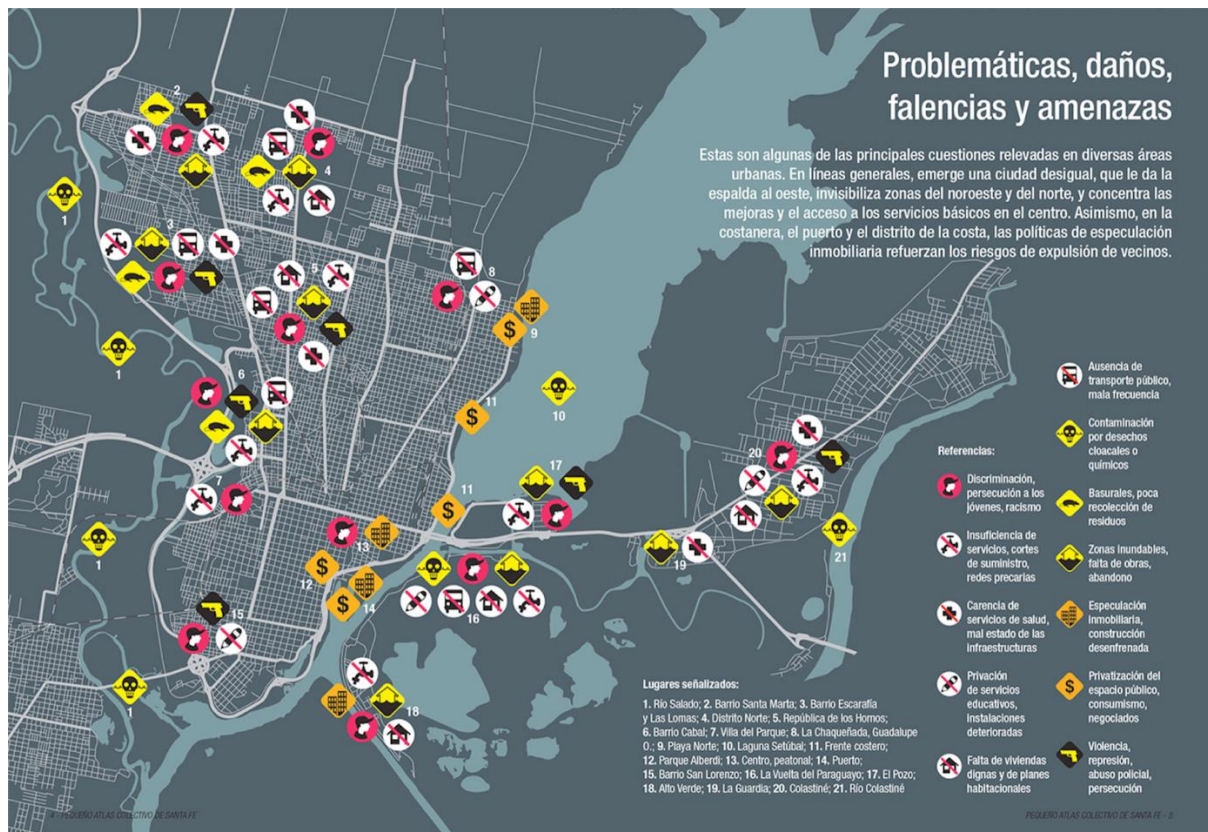 Problemáticas, daños,
falencias y amenazas
Estas son algunas de las principales cuestiones relevadas en diversas áreas
urbanas. En líneas generales, emerge una ciudad desigual, que le da la
espalda al oeste, invisibiliza zonas del noroeste y del norte, y concentra las
mejoras y el acceso a los servicios básicos en el centro. Asimismo, en la
costanera, el puerto y el distrito de la costa, las políticas de especulación
inmobiliaria refuerzan los riesgos de expulsión de vecinos.
2
4
1
3
5
8
9
1
6
11
10
7
17
20
11
13
1
12
19
21
14
16
15
1
18
$
$
$
$
$
Referencias:
Discriminación,
persecución a los
jóvenes, racismo
Insuficiencia de
servicios, cortes
de suministro,
redes precarias
Carencia de
servicios de salud,
mal estado de las
infraestructuras
Privación
de servicios
educativos,
instalaciones
deterioradas
Falta de viviendas
dignas y de planes
habitacionales
Ausencia de
transporte público,
mala frecuencia
Contaminación
por desechos
cloacales o
químicos
Basurales, poca
recolección de
residuos
Zonas inundables,
falta de obras,
abandono
Especulación
inmobiliaria,
construcción
desenfrenada
$
Privatización del
espacio público,
consumismo,
negociados
Violencia,
represión,
abuso policial,
persecución
Lugares señalizados:
1. Río Salado; 2. Barrio Santa Marta; 3. Barrio Escarafía
y Las Lomas; 4. Distrito Norte; 5. República de los Hornos;
6. Barrio Cabal; 7. Villa del Parque; 8. La Chaqueñada, Guadalupe
O.; 9. Playa Norte; 10. Laguna Setúbal; 11. Frente costero;
12. Parque Alberdi; 13. Centro, peatonal; 14. Puerto;
15. Barrio San Lorenzo; 16. La Vuelta del Paraguayo; 17. El Pozo;
18. Alto Verde; 19. La Guardia; 20. Colastiné; 21. Río Colastiné
4 - PEQUEÑO ATLAS COLECTIVO DE SANTA FE
PEQUEÑO ATLAS COLECTIVO DE SANTA FE - 5